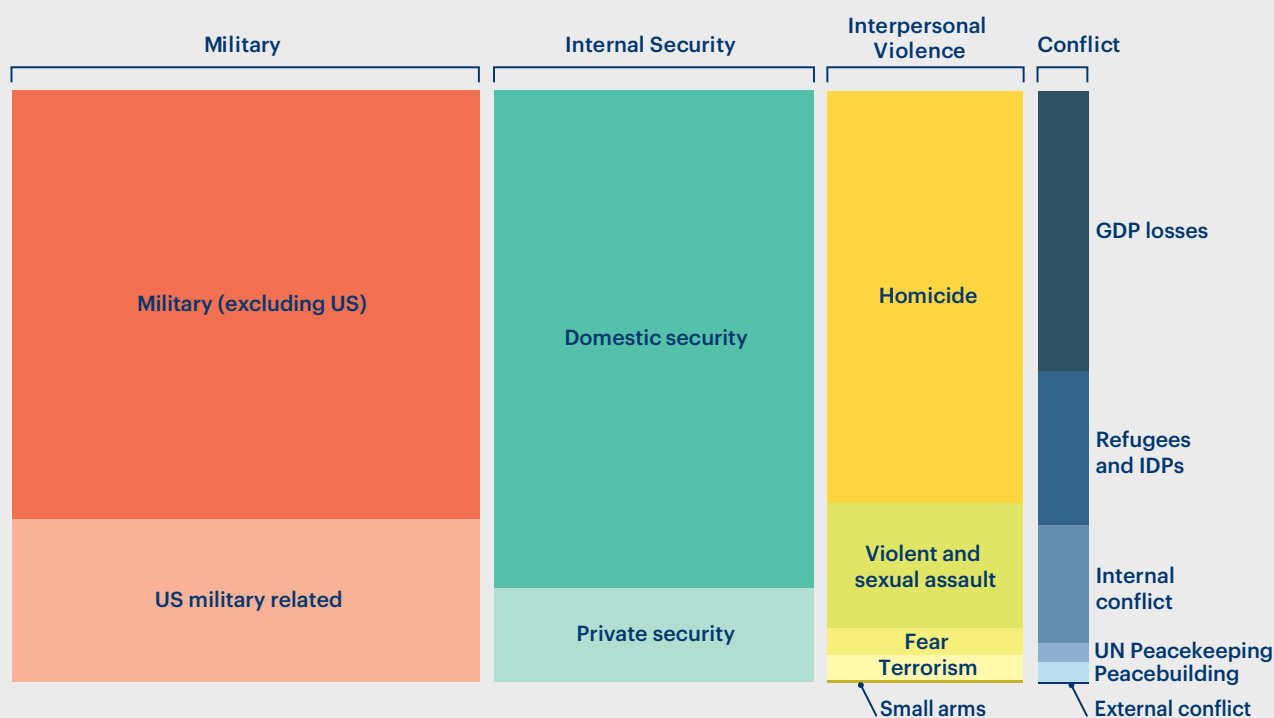 Military
Internal Security
Interpersonal
Violence
Conflict
Military (excluding US)
US military related
Domestic security
Private security
Homicide
Violent and
sexual assault
Fear
Terrorism
Small arms
GDP losses
Refugees
and IDPs
Internal
conflict
UN Peacekeeping
Peacebuilding
External conflict